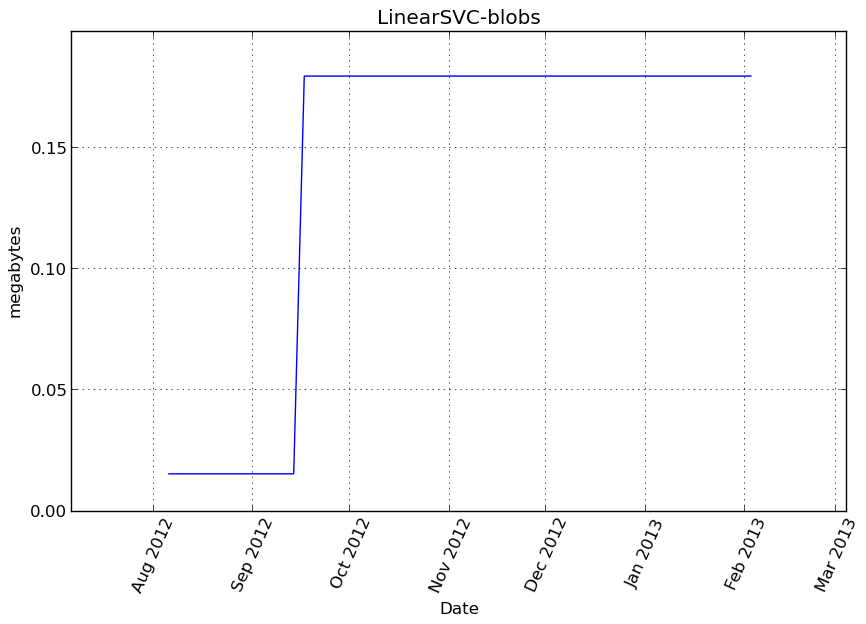 LinearSVC-blobs
megabytes
0.15
0.10
0.05
0.00
Aug 2012
Sep 2012
Oct 2012
Nov 2012
Dec 2012
Jan 2013
Feb 2013
Mar 2013
Date